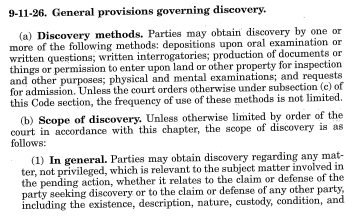 9-11-26. General provisions governing discovery.
(a) Discovery methods. Parties may obtain discovery by one or
more of the following methods: depositions upon oral examination or
written questions; written interrogatories; production of documents or
things or permission to enter upon land or other property for inspection
and other purposes; physical and mental examinations; and requests
for admission. Unless the court orders otherwise under subsection (c) of
this Code section, the frequency of use of these methods is not limited.
(b) Scope of discovery. Unless otherwise limited by order of the
court in accordance with this chapter, the scope of discovery is as
follows:
(1) In general. Parties may obtain discovery regarding any mat-
ter, not privileged, which is relevant to the subject matter involved in
the pending action, whether it relates to the claim or defense of the
party seeking discovery or to the claim or defense of any other party,
including the existence, description, nature, custody, condition, and